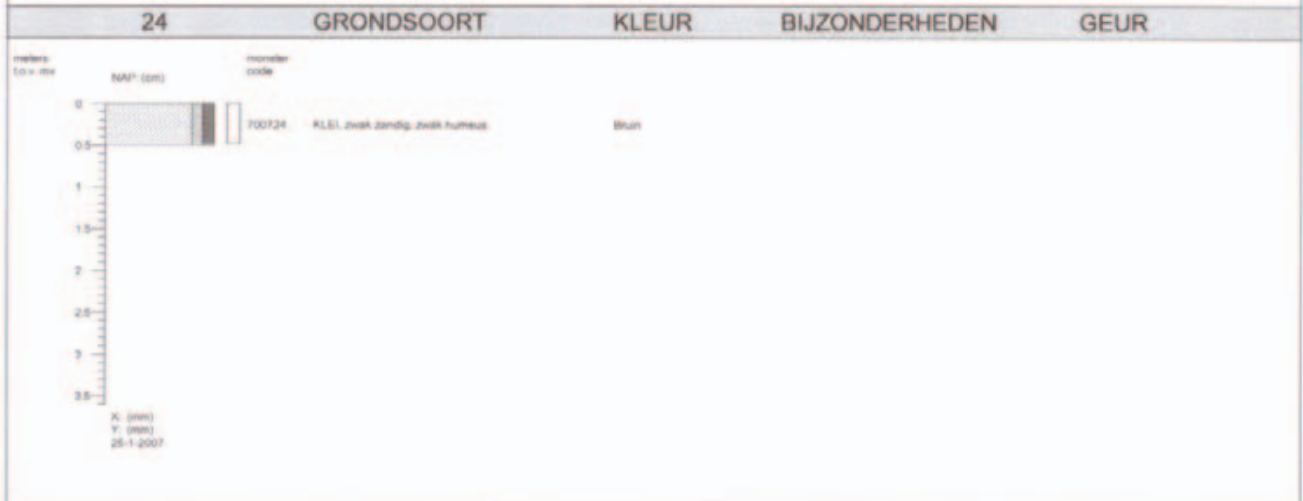 24 GRONDSOORT KLEUR BIJZONDERHEDEN GEUR
meters monster
t.o.v. mv NAP: (cm) code
0
700724 KLEI, zwak zandig, zwak humeus Bruin
0.5
1
1.5
2
2.5
3
3.5
X: (mm)
Y: (mm)
25-1-2007